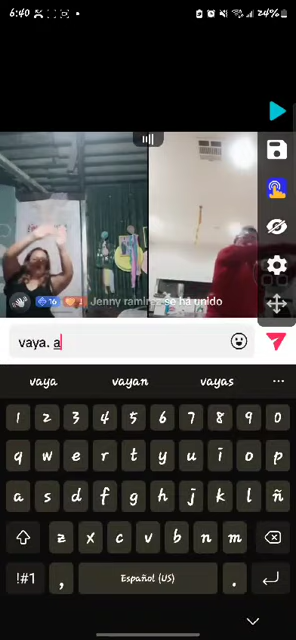 6:40
24%
16
Jenny ramirez se ha unido
vaya. a
vaya vayan vayas ...
1 2 3 4 5 6 7 8 9 0
q w e r t y u i o p
a s d f g h j k l ñ
z x c v b n m
!#1 , Español (US) .